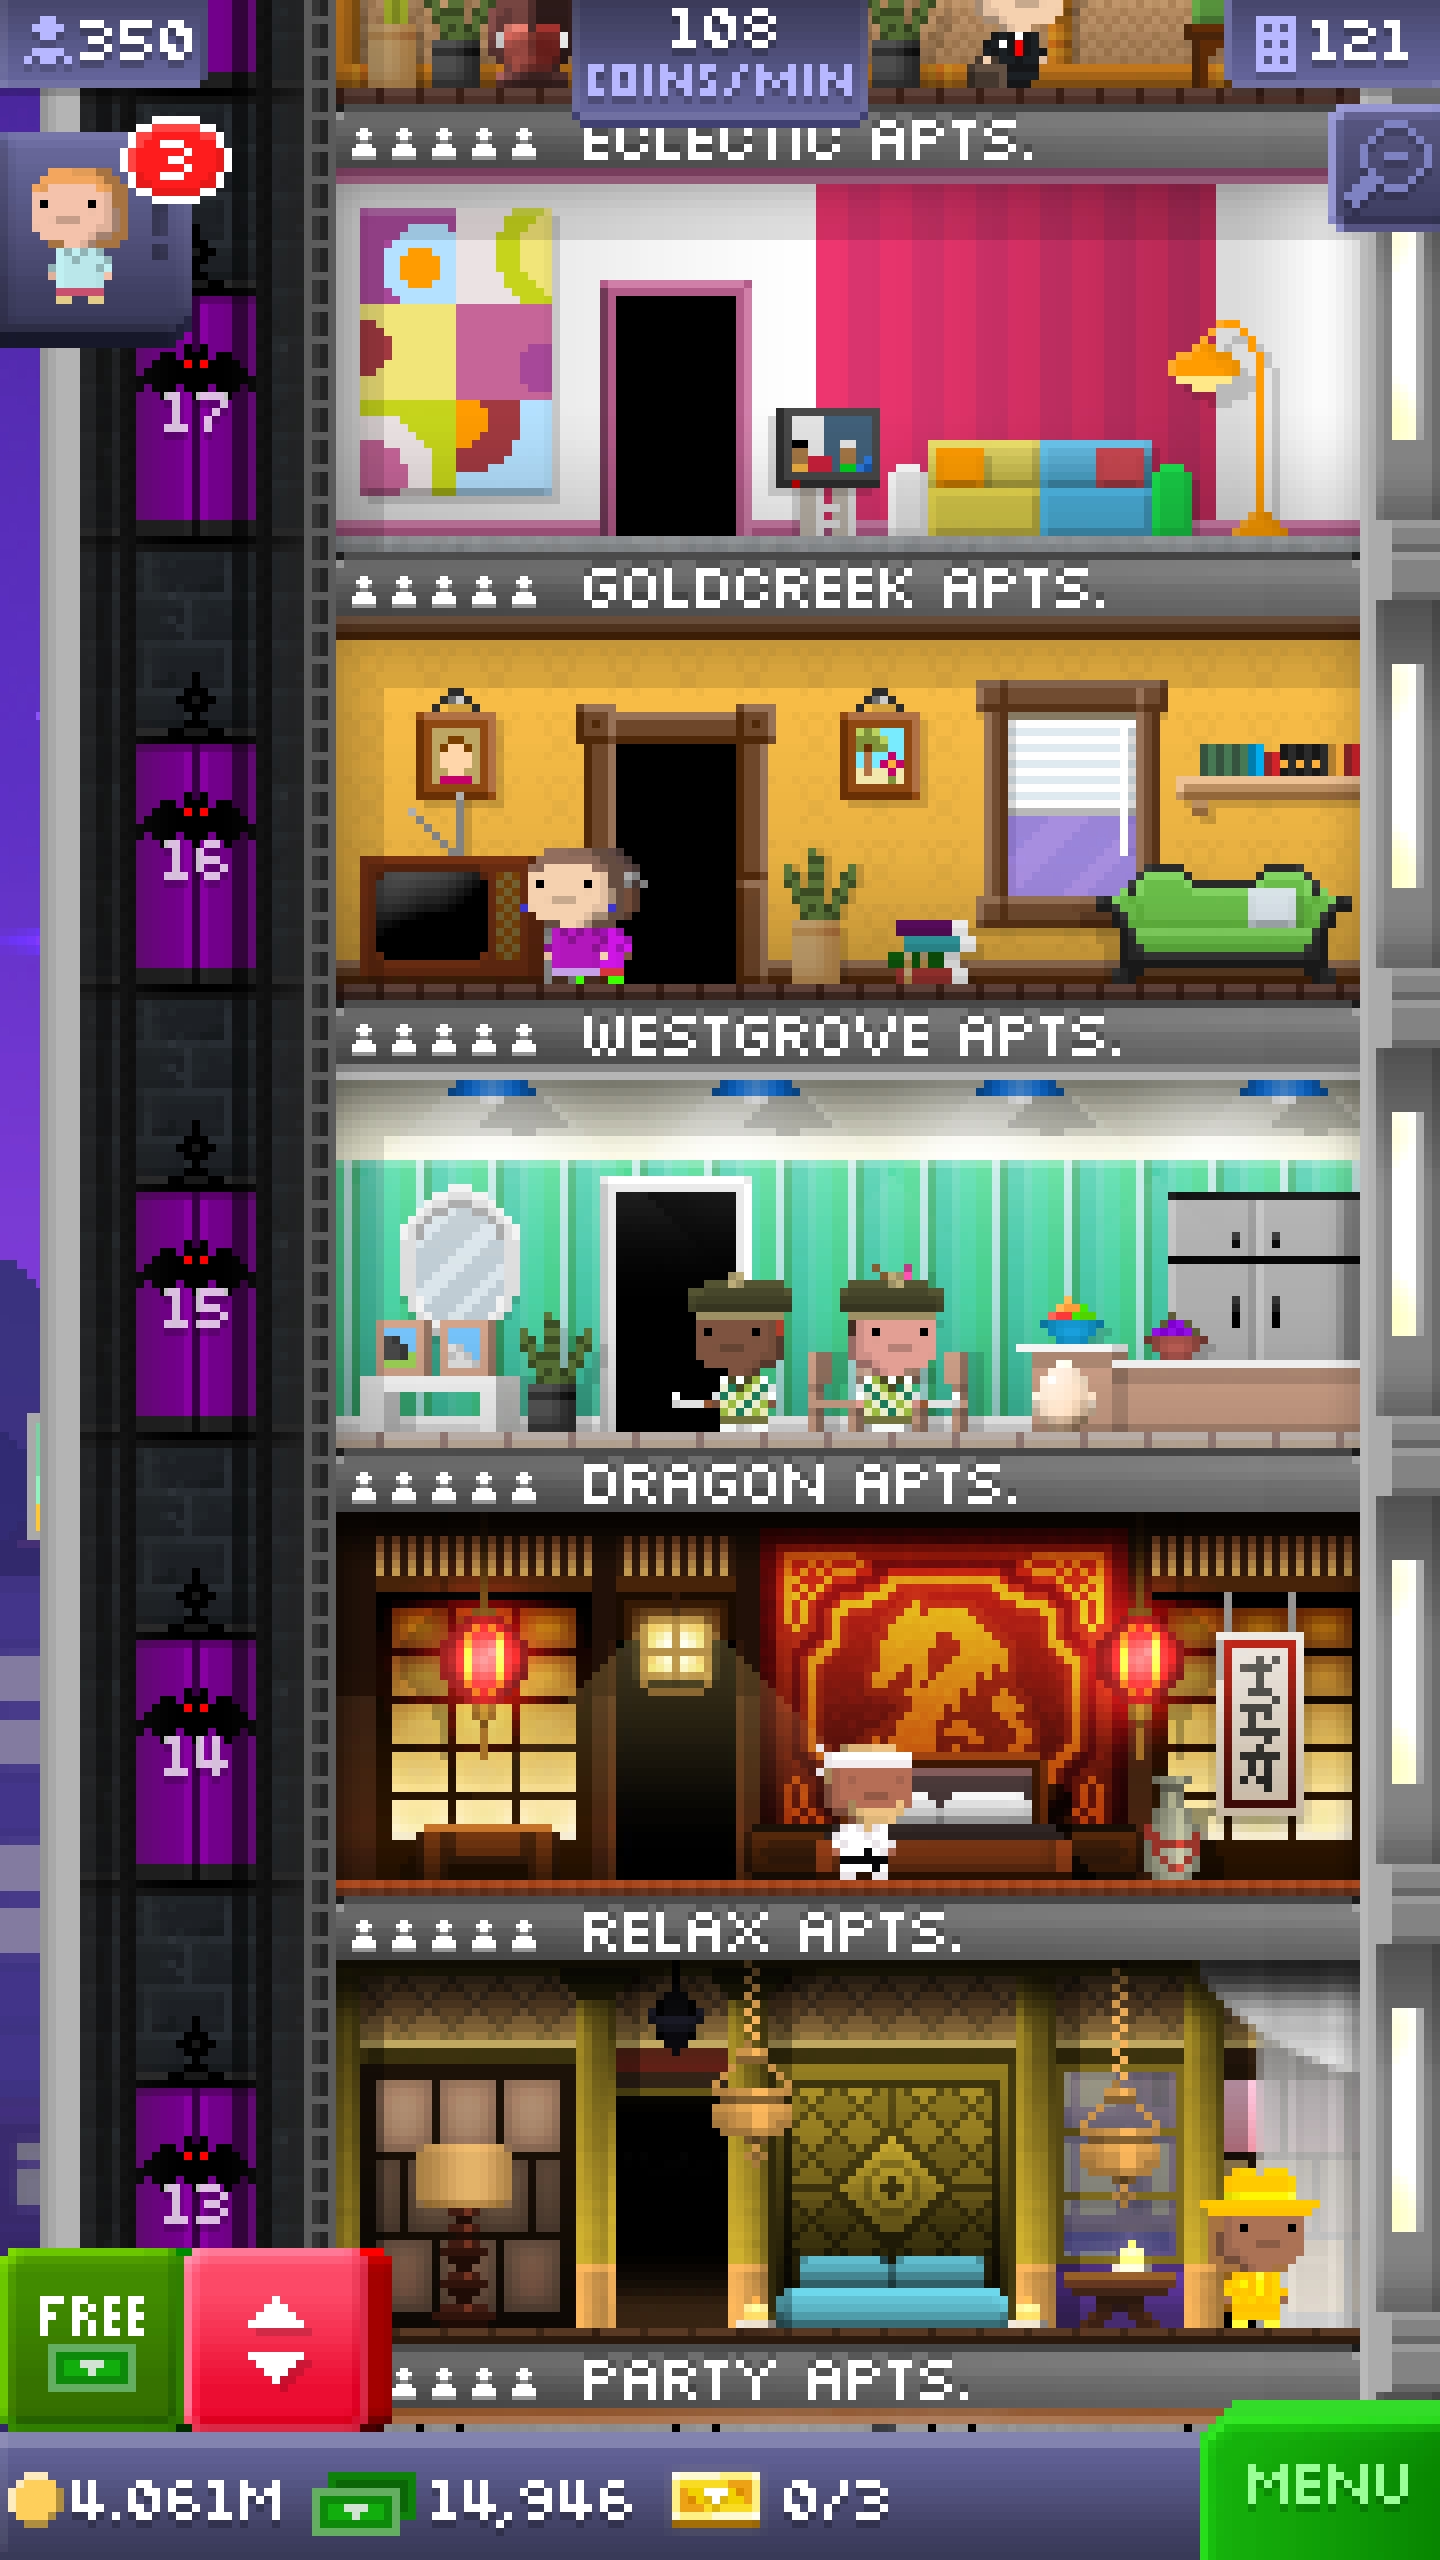 350
108
COINS/MIN
121
3
ECLECTIC APTS.
17
GOLDCREEK APTS.
16
WESTGROVE APTS.
15
DRAGON APTS.
14
RELAX APTS.
13
FREE
PARTY APTS.
4.061M
14,946
0/3
MENU